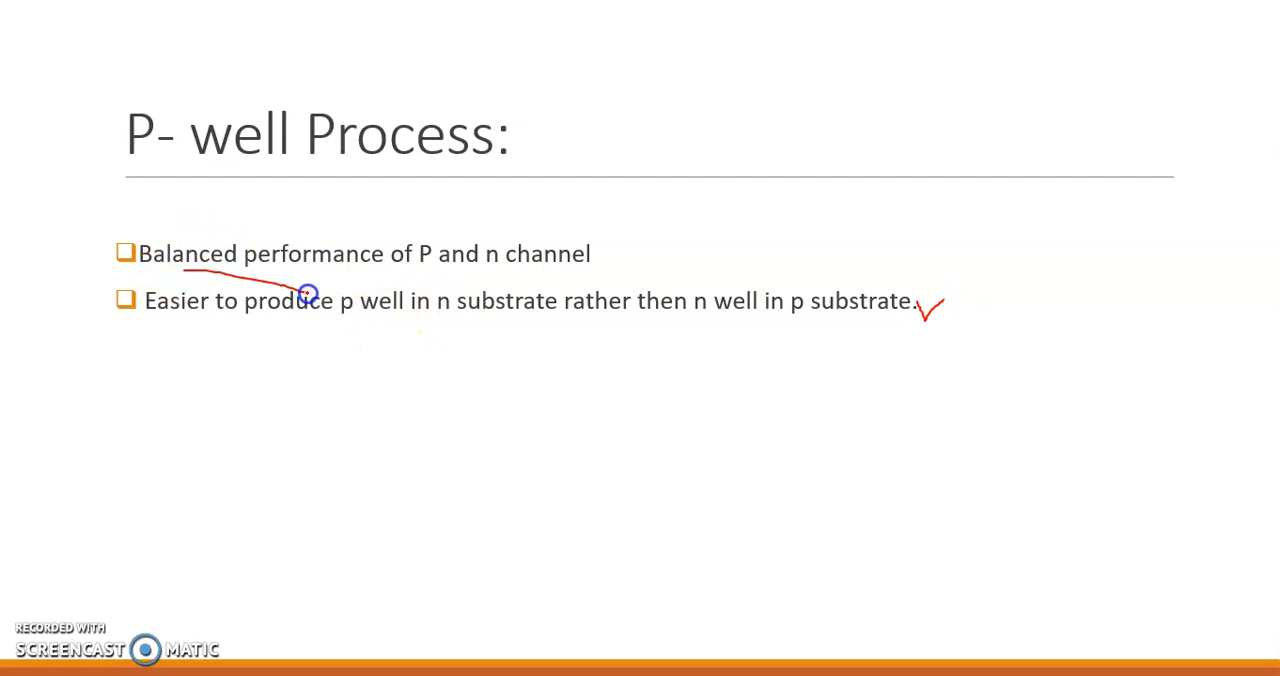 P- well Process:
Balanced performance of P and n channel
Easier to produce p well in n substrate rather then n well in p substrate.
RECORDED WITH
SCREENCAST MATIC